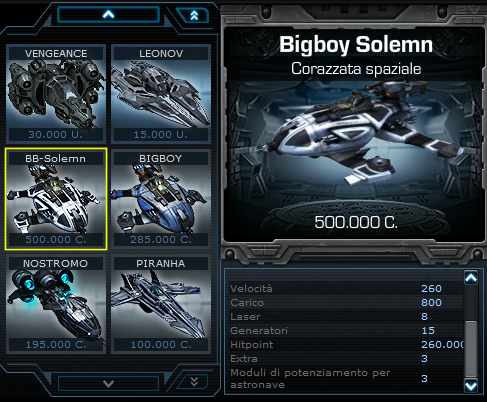 VENGEANCE
LEONOV
30.000 U.
15.000 U.
BB-Solemn
BIGBOY
500.000 C.
285.000 C.
NOSTROMO
PIRANHA
195.000 C.
100.000 C.
Bigboy Solemn
Corazzata spaziale
500.000 C.
Velocità 260
Carico 800
Laser 8
Generatori 15
Hitpoint 260.000
Extra 3
Moduli di potenziamento per
astronave 3